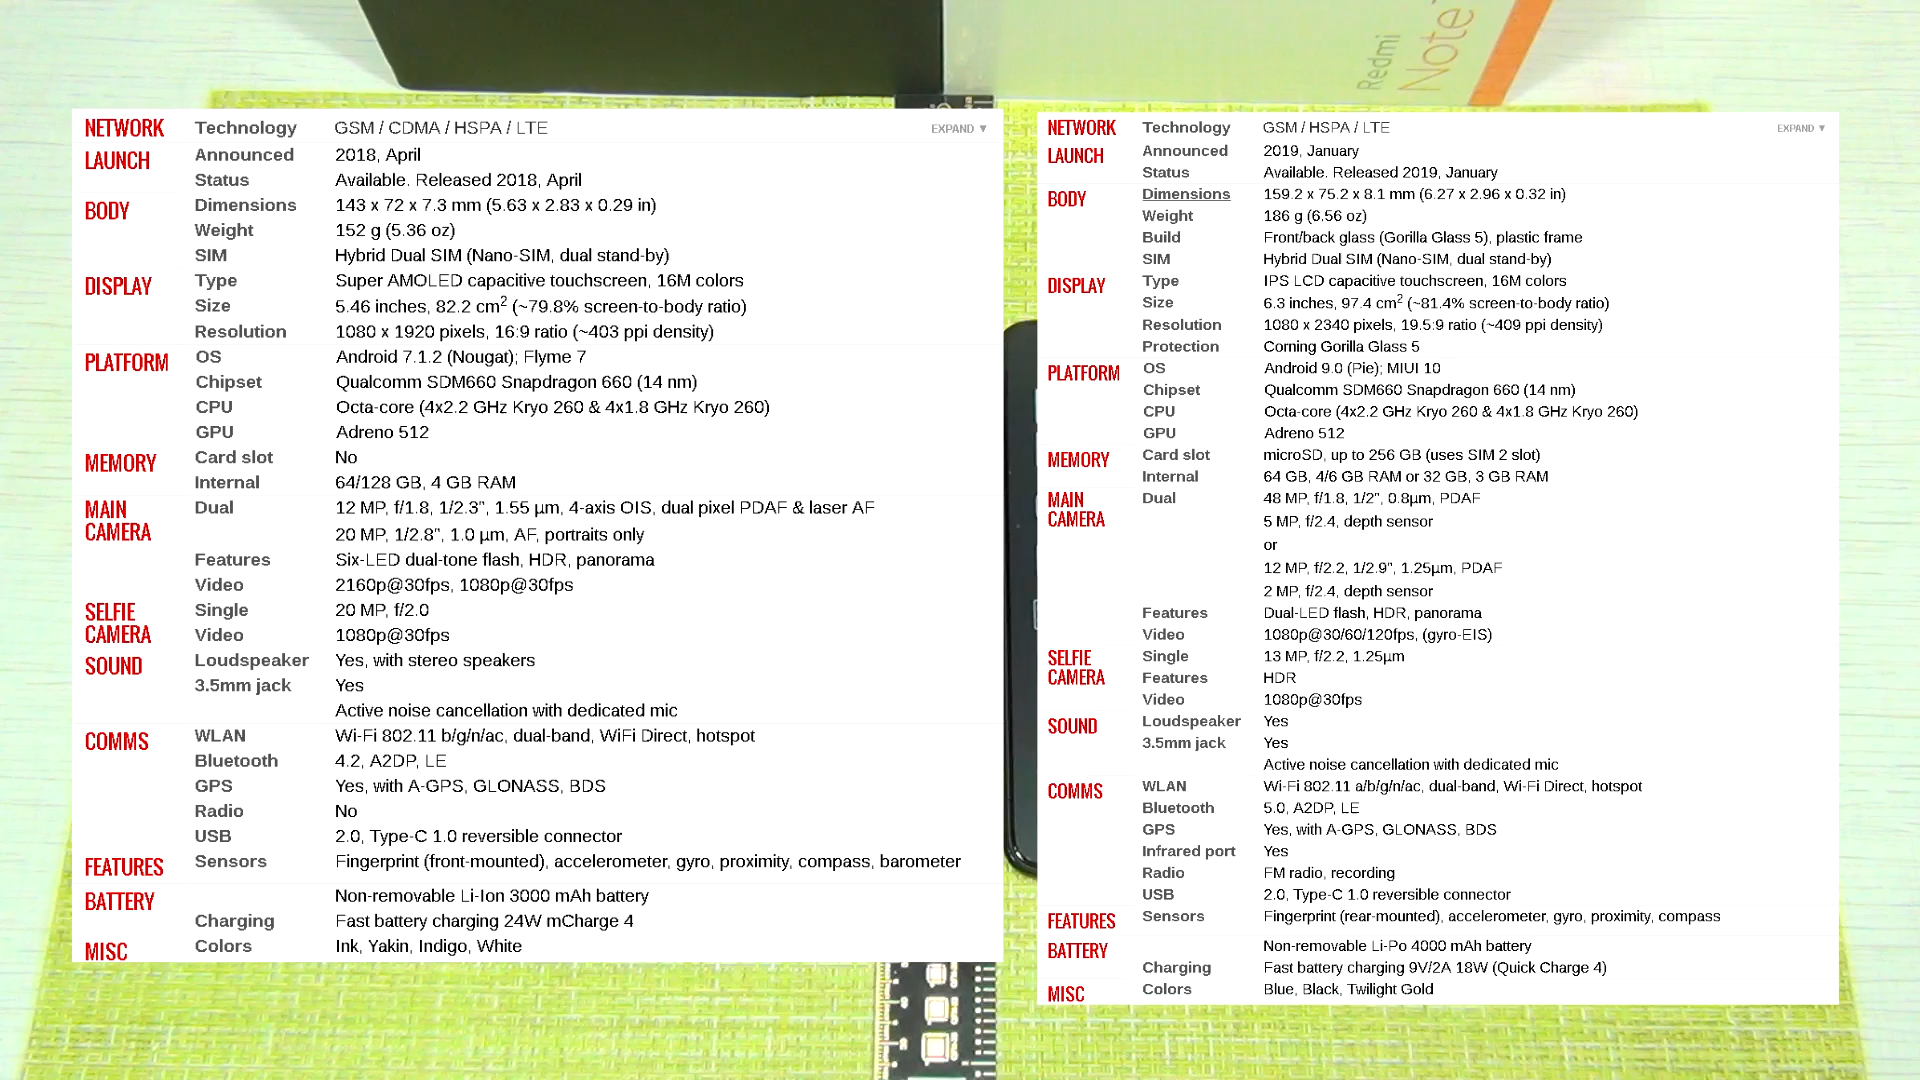 Redmi
Note
NETWORK Technology GSM / CDMA / HSPA / LTE EXPAND ▼
LAUNCH Announced 2018, April
Status Available. Released 2018, April
BODY Dimensions 143 x 72 x 7.3 mm (5.63 x 2.83 x 0.29 in)
Weight 152 g (5.36 oz)
SIM Hybrid Dual SIM (Nano-SIM, dual stand-by)
DISPLAY Type Super AMOLED capacitive touchscreen, 16M colors
Size 5.46 inches, 82.2 cm2 (~79.8% screen-to-body ratio)
Resolution 1080 x 1920 pixels, 16:9 ratio (~403 ppi density)
PLATFORM OS Android 7.1.2 (Nougat); Flyme 7
Chipset Qualcomm SDM660 Snapdragon 660 (14 nm)
CPU Octa-core (4x2.2 GHz Kryo 260 & 4x1.8 GHz Kryo 260)
GPU Adreno 512
MEMORY Card slot No
Internal 64/128 GB, 4 GB RAM
MAIN CAMERA Dual 12 MP, f/1.8, 1/2.3", 1.55 µm, 4-axis OIS, dual pixel PDAF & laser AF
20 MP, 1/2.8", 1.0 µm, AF, portraits only
Features Six-LED dual-tone flash, HDR, panorama
Video 2160p@30fps, 1080p@30fps
SELFIE CAMERA Single 20 MP, f/2.0
Video 1080p@30fps
SOUND Loudspeaker Yes, with stereo speakers
3.5mm jack Yes
Active noise cancellation with dedicated mic
COMMS WLAN Wi-Fi 802.11 b/g/n/ac, dual-band, WiFi Direct, hotspot
Bluetooth 4.2, A2DP, LE
GPS Yes, with A-GPS, GLONASS, BDS
Radio No
USB 2.0, Type-C 1.0 reversible connector
FEATURES Sensors Fingerprint (front-mounted), accelerometer, gyro, proximity, compass, barometer
BATTERY Non-removable Li-Ion 3000 mAh battery
Charging Fast battery charging 24W mCharge 4
MISC Colors Ink, Yakin, Indigo, White
NETWORK Technology GSM / HSPA / LTE EXPAND ▼
LAUNCH Announced 2019, January
Status Available. Released 2019, January
BODY Dimensions 159.2 x 75.2 x 8.1 mm (6.27 x 2.96 x 0.32 in)
Weight 186 g (6.56 oz)
Build Front/back glass (Gorilla Glass 5), plastic frame
SIM Hybrid Dual SIM (Nano-SIM, dual stand-by)
DISPLAY Type IPS LCD capacitive touchscreen, 16M colors
Size 6.3 inches, 97.4 cm2 (~81.4% screen-to-body ratio)
Resolution 1080 x 2340 pixels, 19.5:9 ratio (~409 ppi density)
Protection Corning Gorilla Glass 5
PLATFORM OS Android 9.0 (Pie); MIUI 10
Chipset Qualcomm SDM660 Snapdragon 660 (14 nm)
CPU Octa-core (4x2.2 GHz Kryo 260 & 4x1.8 GHz Kryo 260)
GPU Adreno 512
MEMORY Card slot microSD, up to 256 GB (uses SIM 2 slot)
Internal 64 GB, 4/6 GB RAM or 32 GB, 3 GB RAM
MAIN CAMERA Dual 48 MP, f/1.8, 1/2", 0.8µm, PDAF
5 MP, f/2.4, depth sensor
or
12 MP, f/2.2, 1/2.9", 1.25µm, PDAF
2 MP, f/2.4, depth sensor
Features Dual-LED flash, HDR, panorama
Video 1080p@30/60/120fps, (gyro-EIS)
SELFIE CAMERA Single 13 MP, f/2.2, 1.25µm
Features HDR
Video 1080p@30fps
SOUND Loudspeaker Yes
3.5mm jack Yes
Active noise cancellation with dedicated mic
COMMS WLAN Wi-Fi 802.11 a/b/g/n/ac, dual-band, Wi-Fi Direct, hotspot
Bluetooth 5.0, A2DP, LE
GPS Yes, with A-GPS, GLONASS, BDS
Infrared port Yes
Radio FM radio, recording
USB 2.0, Type-C 1.0 reversible connector
FEATURES Sensors Fingerprint (rear-mounted), accelerometer, gyro, proximity, compass
BATTERY Non-removable Li-Po 4000 mAh battery
Charging Fast battery charging 9V/2A 18W (Quick Charge 4)
MISC Colors Blue, Black, Twilight Gold